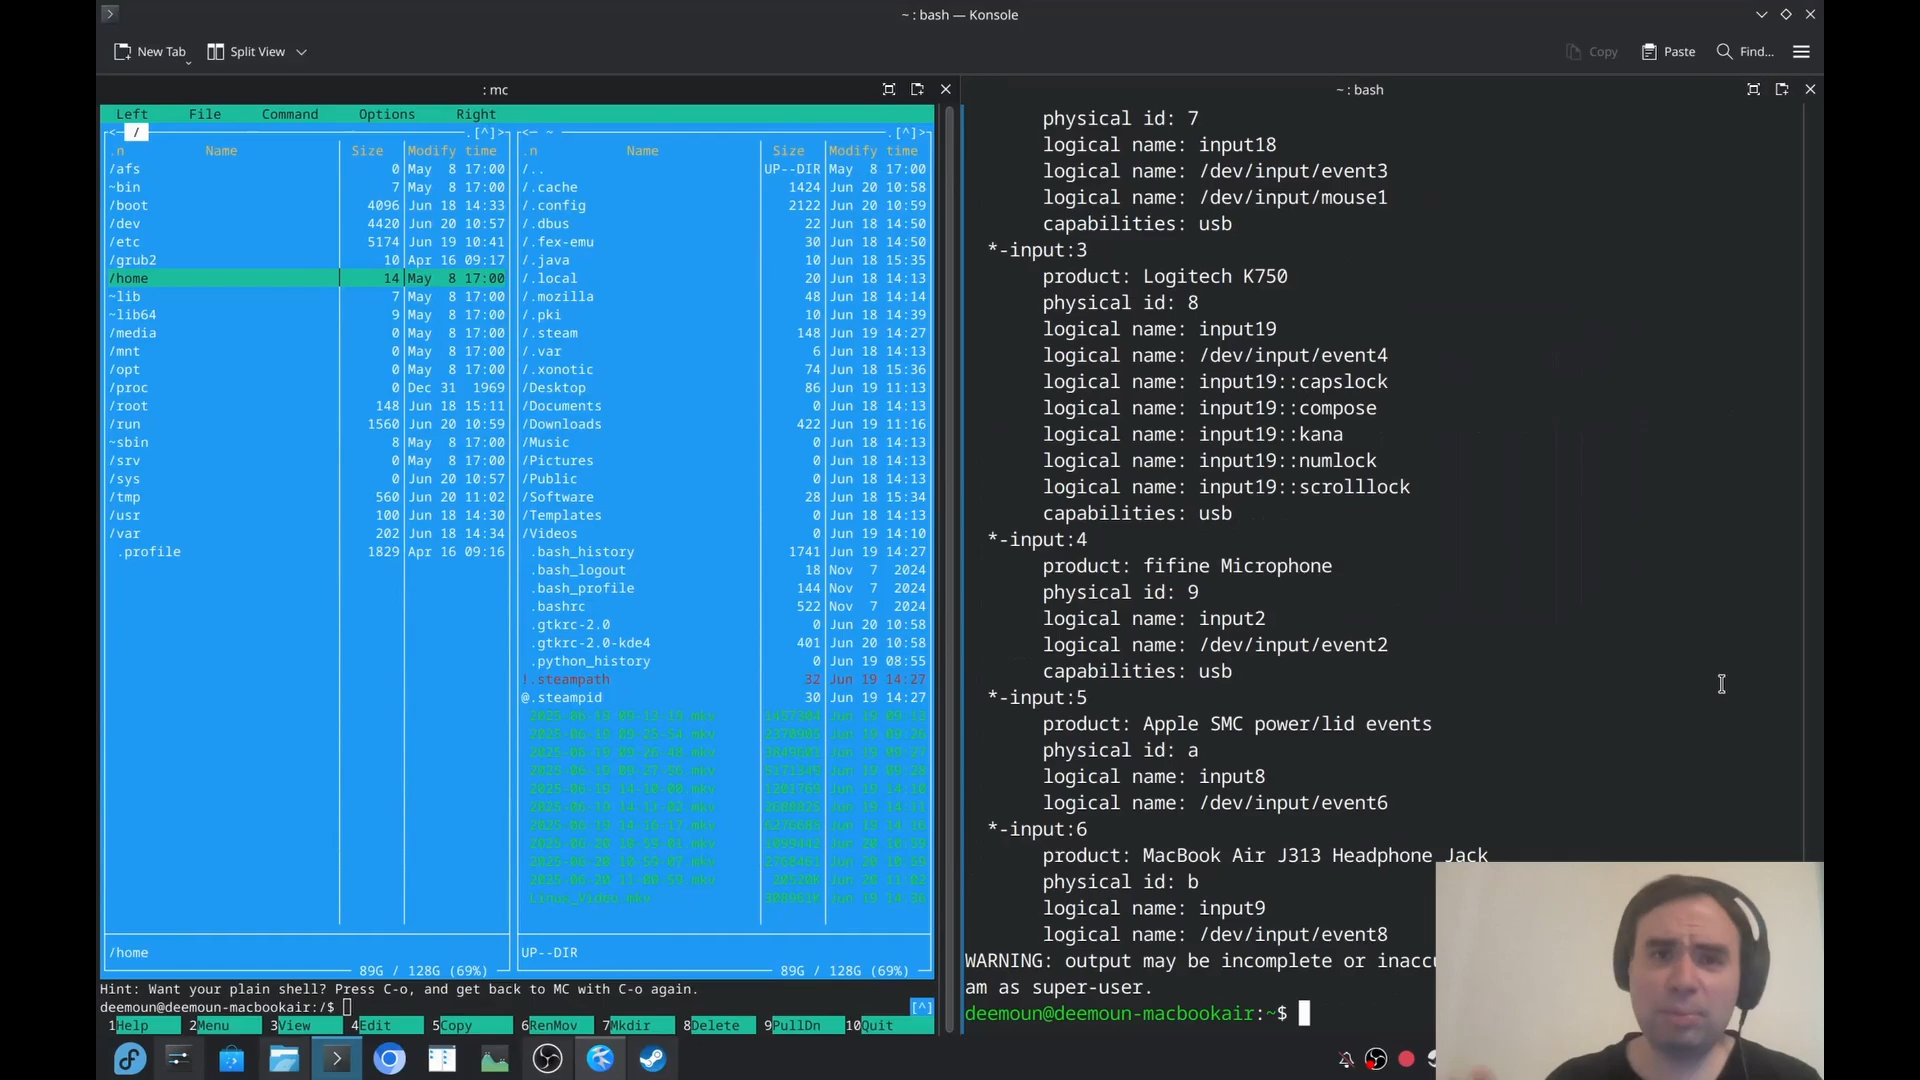 ~ : bash — Konsole
New Tab
Split View
Copy
Paste
Find...
: mc
Left File Command Options Right
<— / .[^]>
.n Name Size Modify time
/afs 0 May 8 17:00
~bin 7 May 8 17:00
/boot 4096 Jun 18 14:33
/dev 4420 Jun 20 10:57
/etc 5174 Jun 19 10:41
/grub2 10 Apr 16 09:17
/home 14 May 8 17:00
~lib 7 May 8 17:00
~lib64 9 May 8 17:00
/media 0 May 8 17:00
/mnt 0 May 8 17:00
/opt 0 May 8 17:00
/proc 0 Dec 31 1969
/root 148 Jun 18 15:11
/run 1560 Jun 20 10:59
~sbin 8 May 8 17:00
/srv 0 May 8 17:00
/sys 0 Jun 20 10:57
/tmp 560 Jun 20 11:02
/usr 100 Jun 18 14:30
/var 202 Jun 18 14:34
.profile 1829 Apr 16 09:16
/home
89G / 128G (69%)
<— ~ .[^]>
.n Name Size Modify time
/.. UP--DIR May 8 17:00
/.cache 1424 Jun 20 10:58
/.config 2122 Jun 20 10:59
/.dbus 22 Jun 18 14:50
/.fex-emu 30 Jun 18 14:50
/.java 10 Jun 18 15:35
/.local 20 Jun 18 14:13
/.mozilla 48 Jun 18 14:14
/.pki 10 Jun 18 14:39
/.steam 148 Jun 19 14:27
/.var 6 Jun 18 14:13
/.xonotic 74 Jun 18 15:36
/Desktop 86 Jun 19 11:13
/Documents 0 Jun 18 14:13
/Downloads 422 Jun 19 11:16
/Music 0 Jun 18 14:13
/Pictures 0 Jun 18 14:13
/Public 0 Jun 18 14:13
/Software 28 Jun 18 15:34
/Templates 0 Jun 18 14:13
/Videos 0 Jun 19 14:10
.bash_history 1741 Jun 19 14:27
.bash_logout 18 Nov 7 2024
.bash_profile 144 Nov 7 2024
.bashrc 522 Nov 7 2024
.gtkrc-2.0 0 Jun 20 10:58
.gtkrc-2.0-kde4 401 Jun 20 10:58
.python_history 0 Jun 19 08:55
!.steampath 32 Jun 19 14:27
@.steampid 30 Jun 19 14:27
Linux_Video.mkv
UP--DIR
89G / 128G (69%)
Hint: Want your plain shell? Press C-o, and get back to MC with C-o again.
deemoun@deemoun-macbookair:/$
[^]
1Help 2Menu 3View 4Edit 5Copy 6RenMov 7Mkdir 8Delete 9PullDn 10Quit
~ : bash
physical id: 7
logical name: input18
logical name: /dev/input/event3
logical name: /dev/input/mouse1
capabilities: usb
*-input:3
product: Logitech K750
physical id: 8
logical name: input19
logical name: /dev/input/event4
logical name: input19::capslock
logical name: input19::compose
logical name: input19::kana
logical name: input19::numlock
logical name: input19::scrolllock
capabilities: usb
*-input:4
product: fifine Microphone
physical id: 9
logical name: input2
logical name: /dev/input/event2
capabilities: usb
*-input:5
product: Apple SMC power/lid events
physical id: a
logical name: input8
logical name: /dev/input/event6
*-input:6
product: MacBook Air J313 Headphone Jack
physical id: b
logical name: input9
logical name: /dev/input/event8
WARNING: output may be incomplete or inaccu
am as super-user.
deemoun@deemoun-macbookair:~$